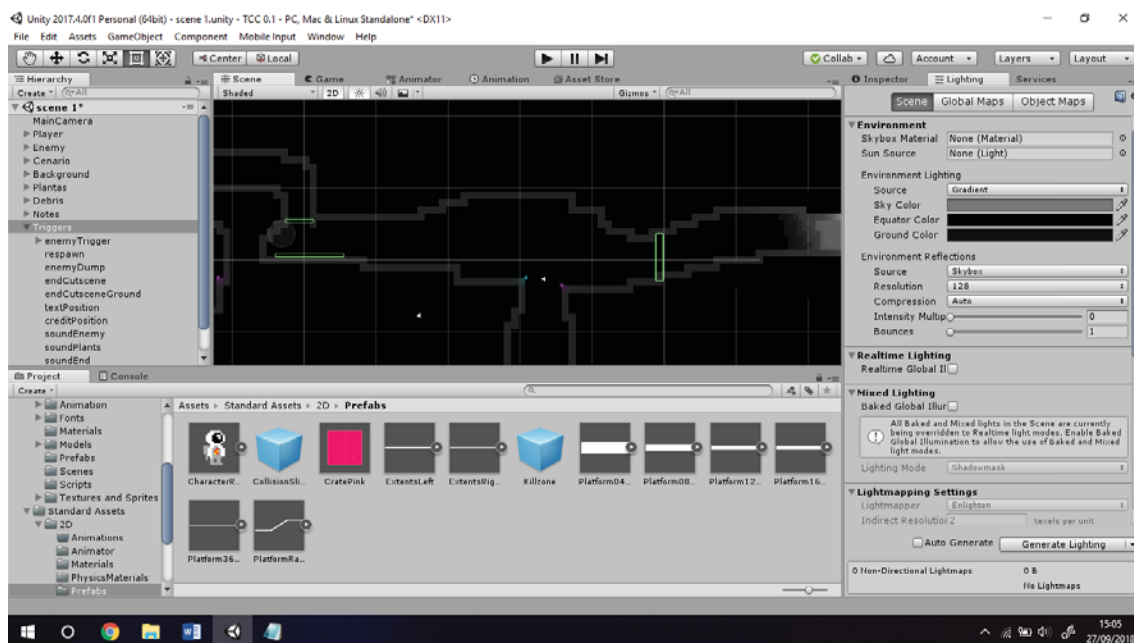 Unity 2017.4.0f1 Personal (64bit) - scene 1.unity - TCC 0.1 - PC, Mac & Linux Standalone* <DX11>
File Edit Assets GameObject Component Mobile Input Window Help
Center Local
Collab Account Layers Layout
Hierarchy
Create All
scene 1*
MainCamera
Player
Enemy
Cenario
Background
Plantas
Debris
Notes
Triggers
enemyTrigger
respawn
enemyDump
endCutscene
endCutsceneGround
textPosition
creditPosition
soundEnemy
soundPlants
soundEnd
Scene Game Animator Animation Asset Store
Shaded 2D Gizmos All
Inspector Lighting Services
Scene Global Maps Object Maps
Environment
Skybox Material None (Material)
Sun Source None (Light)
Environment Lighting
Source Gradient
Sky Color
Equator Color
Ground Color
Environment Reflections
Source Skybox
Resolution 128
Compression Auto
Intensity Multip 0
Bounces 1
Realtime Lighting
Realtime Global Il
Mixed Lighting
Baked Global Illur
All Baked and Mixed lights in the Scene are currently
being overridden to Realtime light modes. Enable Baked
Global Illumination to allow the use of Baked and Mixed
light modes.
Lighting Mode Shadowmask
Lightmapping Settings
Lightmapper Enlighten
Indirect Resolutio 2 texels per unit
Auto Generate Generate Lighting
0 Non-Directional Lightmaps 0 B
No Lightmaps
Project Console
Create
Animation
Fonts
Materials
Models
Prefabs
Scenes
Scripts
Textures and Sprites
Standard Assets
2D
Animations
Animator
Materials
PhysicsMaterials
Prefabs
Assets Standard Assets 2D Prefabs
CharacterR... CollisionSli... CratePink ExtentsLeft ExtentsRig... Killzone Platform04... Platform08... Platform12... Platform16...
Platform36... PlatformRa...
15:05
27/09/2018